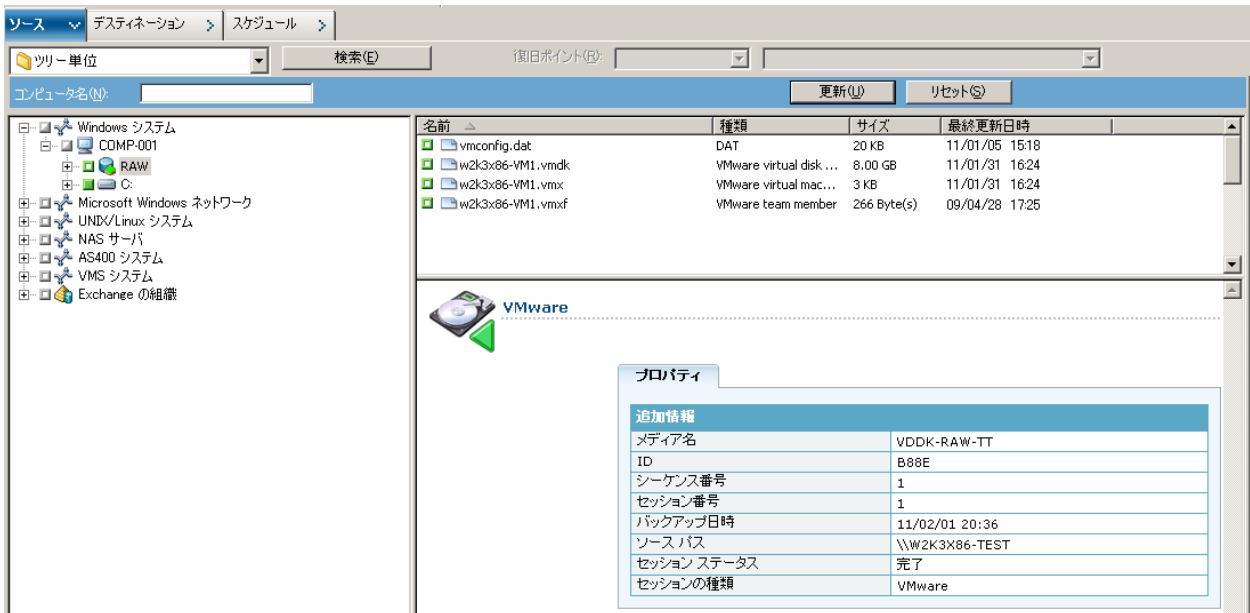 ソース デスティネーション スケジュール
ツリー単位 検索(E) 復旧ポイント(R):
コンピュータ名(N): 更新(U) リセット(S)
Windows システム
COMP-001
RAW
C:
Microsoft Windows ネットワーク
UNIX/Linux システム
NAS サーバ
AS400 システム
VMS システム
Exchange の組織
名前 種類 サイズ 最終更新日時
vmconfig.dat DAT 20 KB 11/01/05 15:18
w2k3x86-VM1.vmdk VMware virtual disk ... 8.00 GB 11/01/31 16:24
w2k3x86-VM1.vmx VMware virtual mac... 3 KB 11/01/31 16:24
w2k3x86-VM1.vmxf VMware team member 266 Byte(s) 09/04/28 17:25
VMware
プロパティ
追加情報
メディア名 VDDK-RAW-TT
ID B88E
シーケンス番号 1
セッション番号 1
バックアップ日時 11/02/01 20:36
ソース パス \\W2K3X86-TEST
セッション ステータス 完了
セッションの種類 VMware